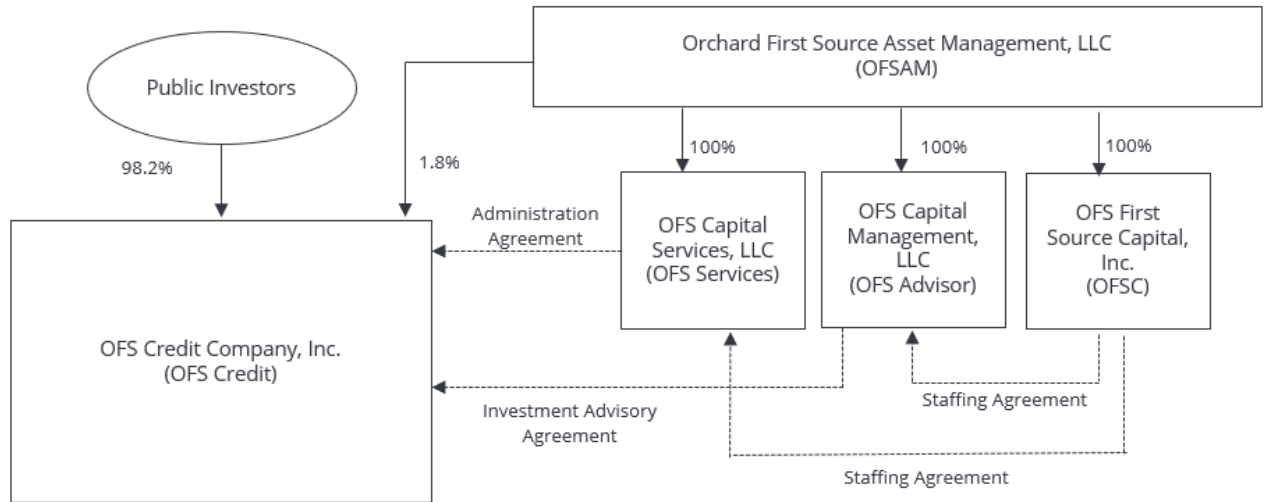 Orchard First Source Asset Management, LLC
(OFSAM)
Public Investors
98.2%
1.8%
100%
100%
100%
Administration
Agreement
OFS Capital
Services, LLC
(OFS Services)
OFS Capital
Management,
LLC
(OFS Advisor)
OFS First
Source Capital,
Inc.
(OFSC)
OFS Credit Company, Inc.
(OFS Credit)
Investment Advisory
Agreement
Staffing Agreement
Staffing Agreement